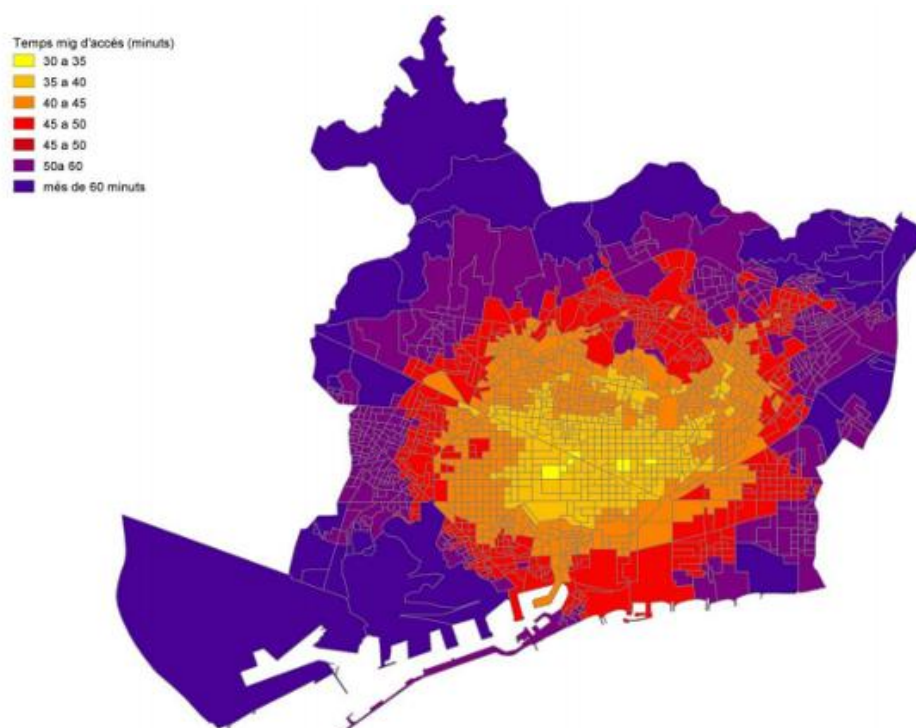 Temps mig d'accés (minuts)
30 a 35
35 a 40
40 a 45
45 a 50
45 a 50
50a 60
més de 60 minuts